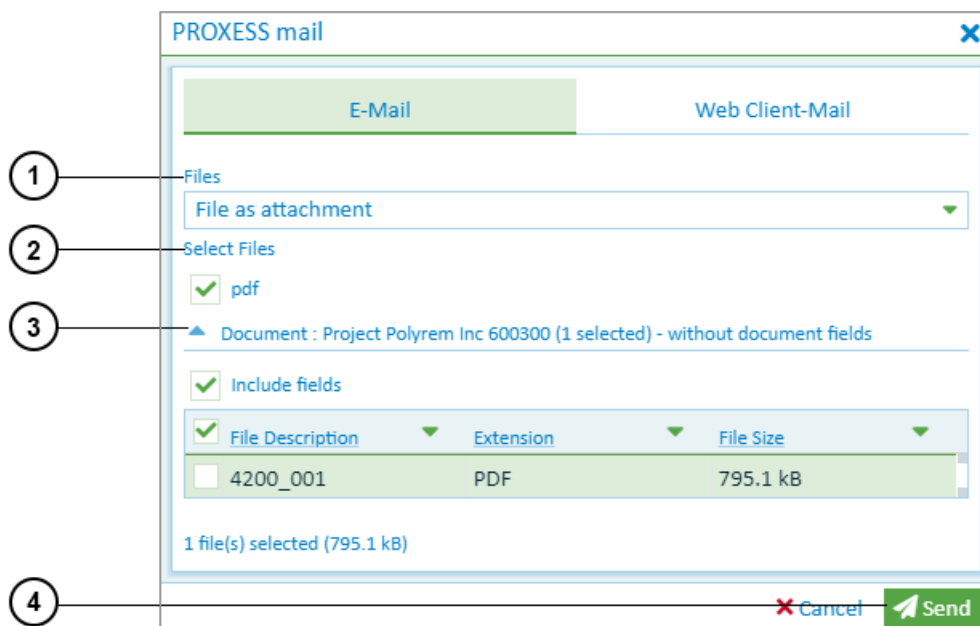 PROXESS mail
E-Mail Web Client-Mail
1 Files
File as attachment
2 Select Files
pdf
3 Document : Project Polyrem Inc 600300 (1 selected) - without document fields
Include fields
File Description Extension File Size
4200_001 PDF 795.1 kB
1 file(s) selected (795.1 kB)
4 Cancel Send